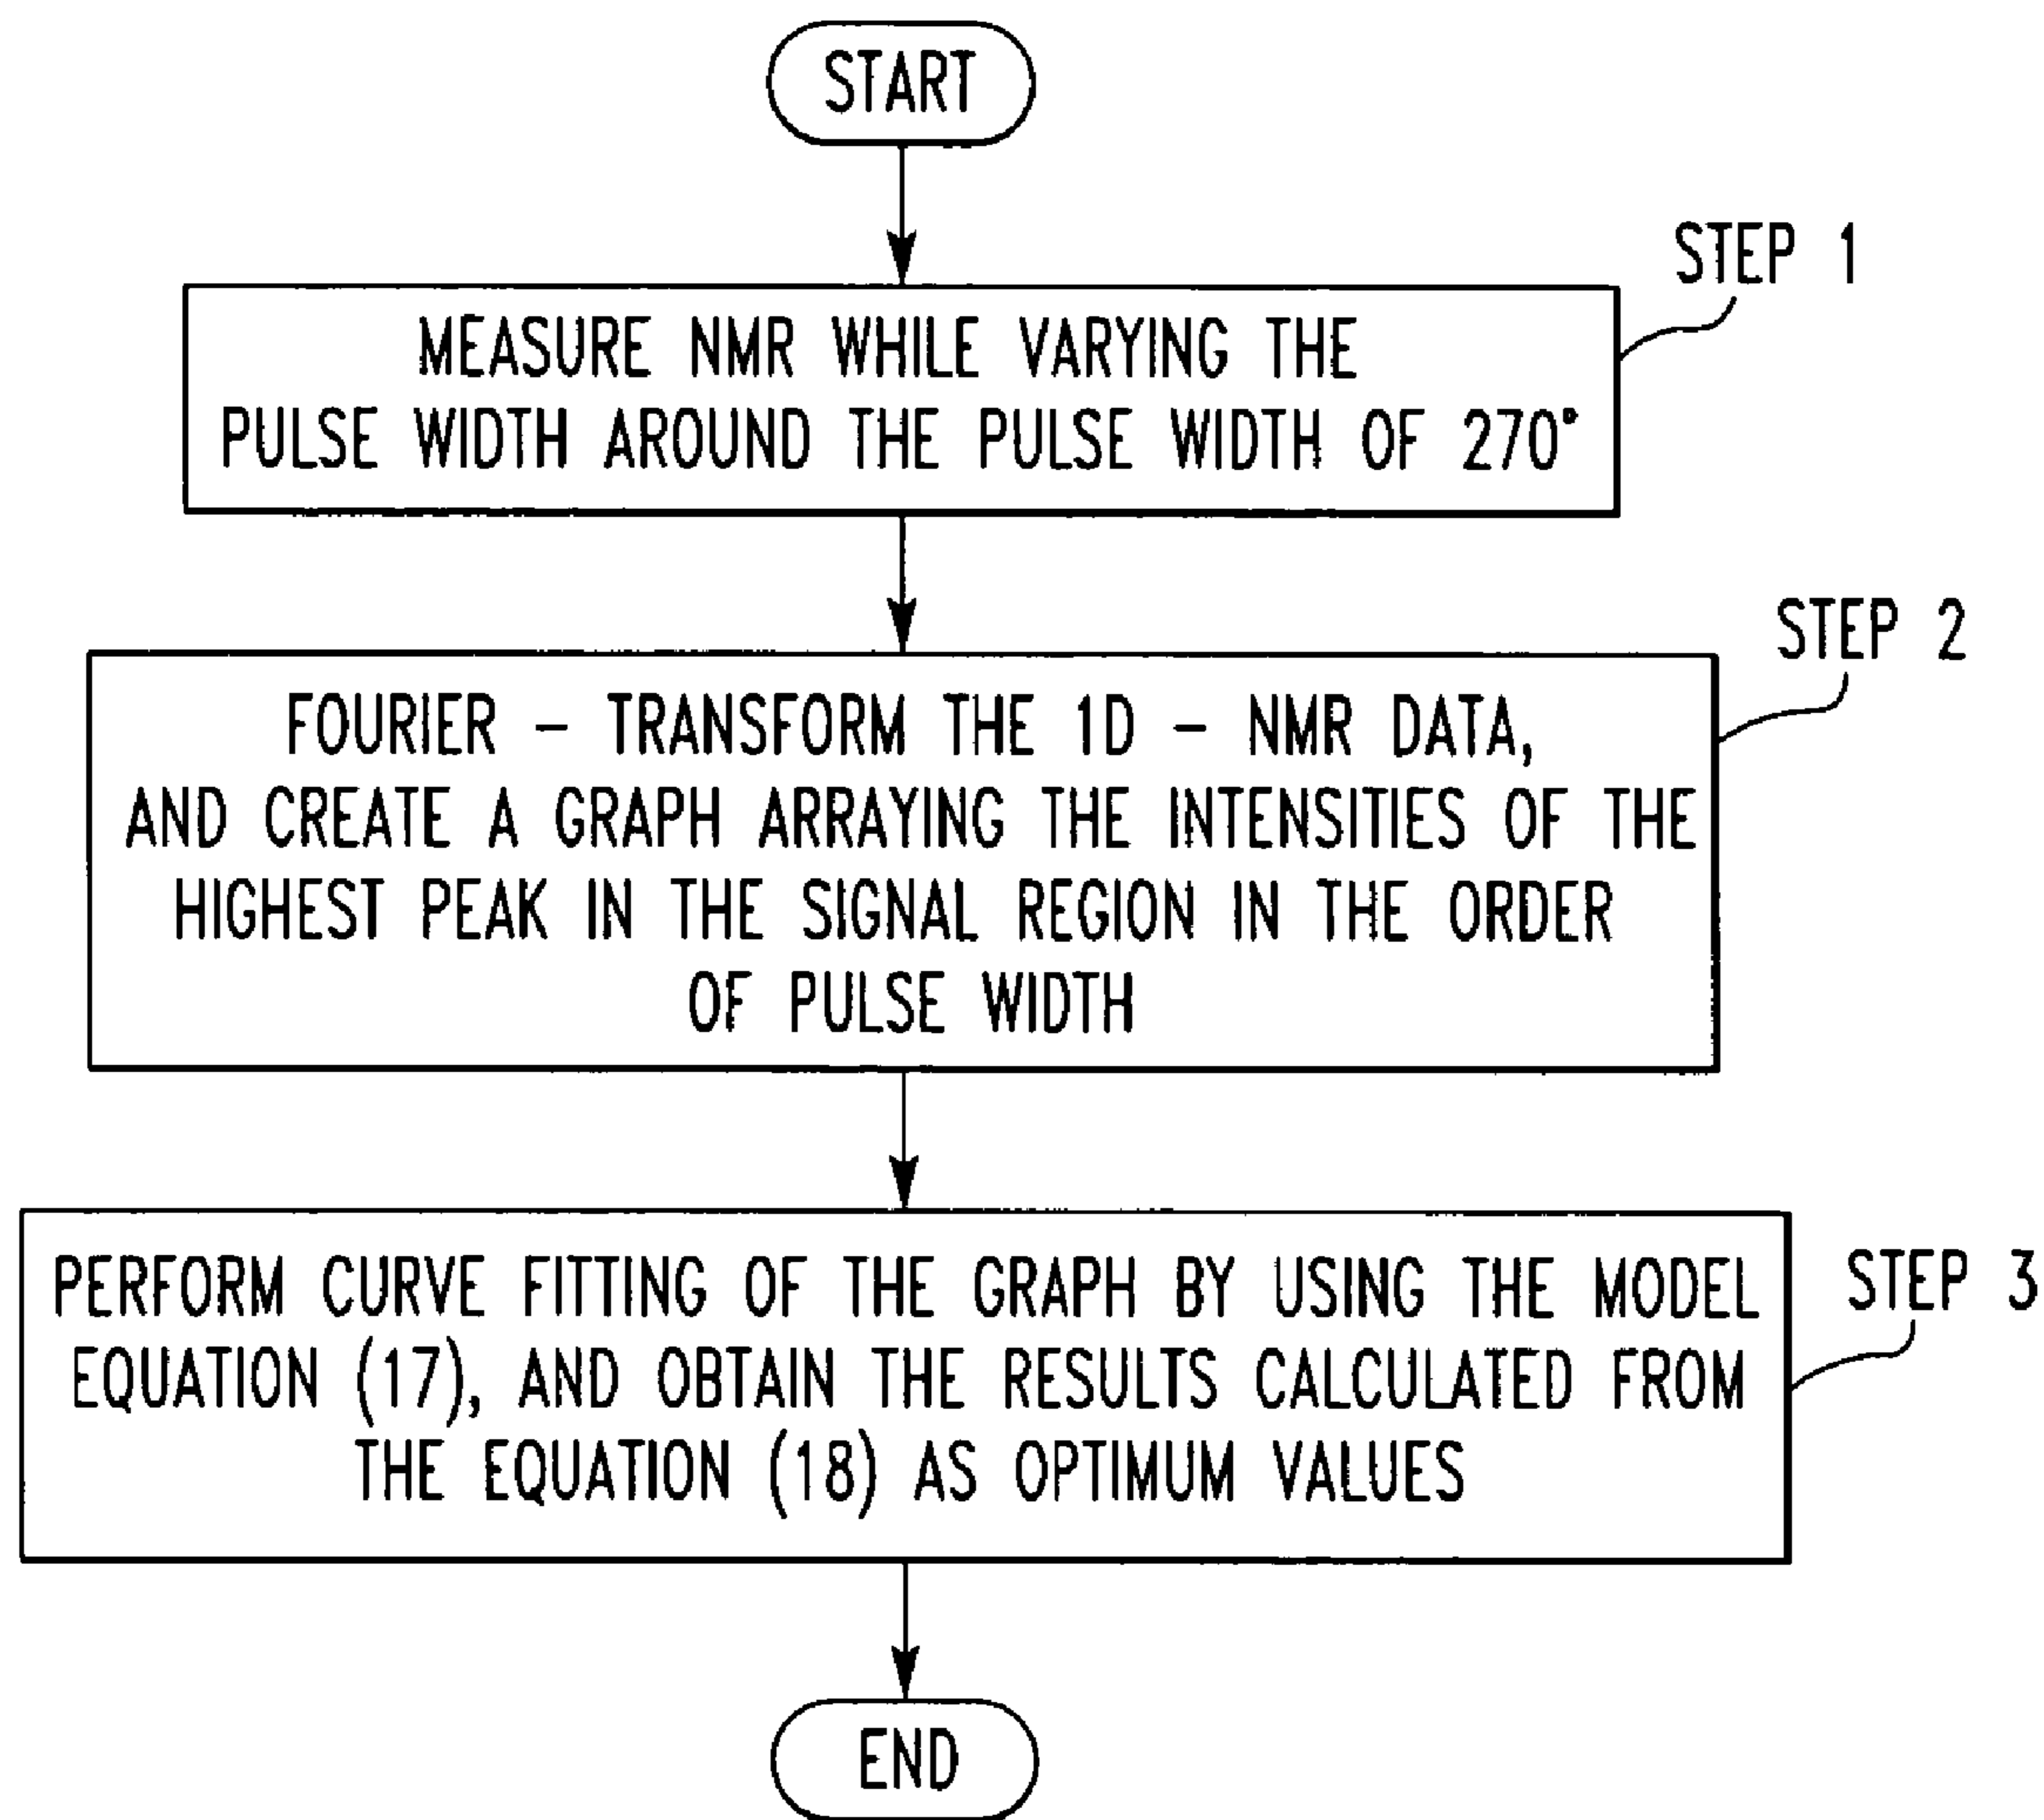 START
STEP 1
MEASURE NMR WHILE VARYING THE
PULSE WIDTH AROUND THE PULSE WIDTH OF 270°
STEP 2
FOURIER - TRANSFORM THE 1D - NMR DATA,
AND CREATE A GRAPH ARRAYING THE INTENSITIES OF THE
HIGHEST PEAK IN THE SIGNAL REGION IN THE ORDER
OF PULSE WIDTH
STEP 3
PERFORM CURVE FITTING OF THE GRAPH BY USING THE MODEL
EQUATION (17), AND OBTAIN THE RESULTS CALCULATED FROM
THE EQUATION (18) AS OPTIMUM VALUES
END